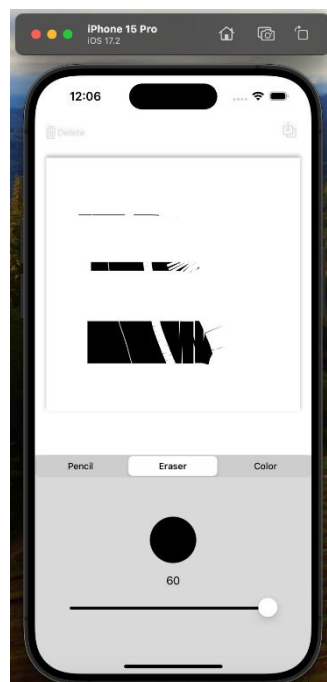 iPhone 15 Pro
iOS 17.2
12:06
Delete
Pencil Eraser Color
60